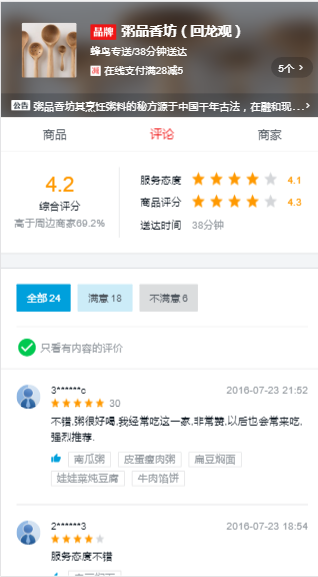 品牌 粥品香坊（回龙观）
蜂鸟专送/38分钟送达
减 在线支付满28减5
5个 >
公告 粥品香坊其烹饪粥料的秘方源于中国千年古法，在融和现... >
商品 评论 商家
4.2
综合评分
高于周边商家69.2%
服务态度 4.1
商品评分 4.3
送达时间 38分钟
全部 24 满意 18 不满意 6
只看有内容的评价
3******c 2016-07-23 21:52
30
不错,粥很好喝,我经常吃这一家,非常赞,以后也会常来吃,
强烈推荐.
南瓜粥 皮蛋瘦肉粥 扁豆焖面
娃娃菜炖豆腐 牛肉馅饼
2******3 2016-07-23 18:54
服务态度不错